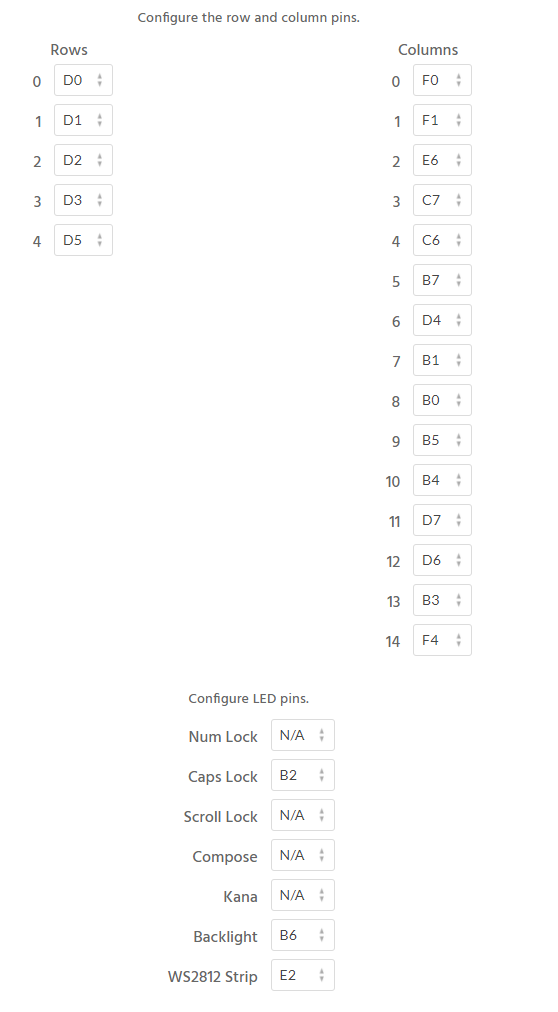 Configure the row and column pins.
Rows Columns
0 D0 0 F0
1 D1 1 F1
2 D2 2 E6
3 D3 3 C7
4 D5 4 C6
5 B7
6 D4
7 B1
8 B0
9 B5
10 B4
11 D7
12 D6
13 B3
14 F4
Configure LED pins.
Num Lock N/A
Caps Lock B2
Scroll Lock N/A
Compose N/A
Kana N/A
Backlight B6
WS2812 Strip E2